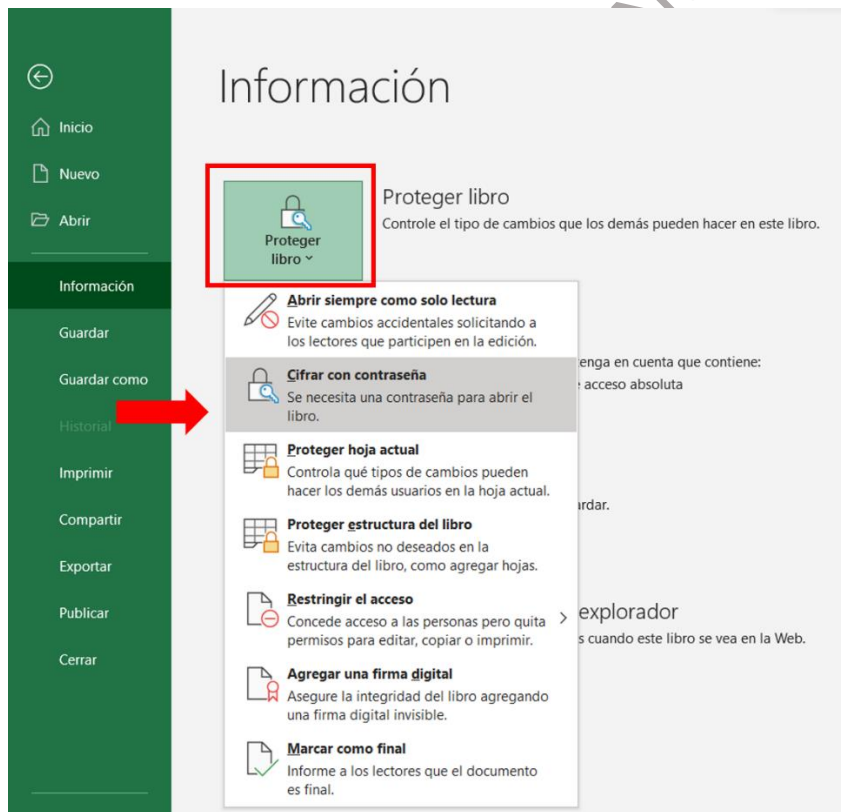 Información
Inicio
Nuevo
Abrir
Información
Guardar
Guardar como
Historial
Imprimir
Compartir
Exportar
Publicar
Cerrar
Proteger
libro
Proteger libro
Controle el tipo de cambios que los demás pueden hacer en este libro.
Abrir siempre como solo lectura
Evite cambios accidentales solicitando a
los lectores que participen en la edición.
Cifrar con contraseña
Se necesita una contraseña para abrir el
libro.
Proteger hoja actual
Controla qué tipos de cambios pueden
hacer los demás usuarios en la hoja actual.
Proteger estructura del libro
Evita cambios no deseados en la
estructura del libro, como agregar hojas.
Restringir el acceso
Concede acceso a las personas pero quita
permisos para editar, copiar o imprimir.
Agregar una firma digital
Asegure la integridad del libro agregando
una firma digital invisible.
Marcar como final
Informe a los lectores que el documento
es final.
en cuenta que contiene:
acceso absoluta
explorador
cuando este libro se vea en la Web.